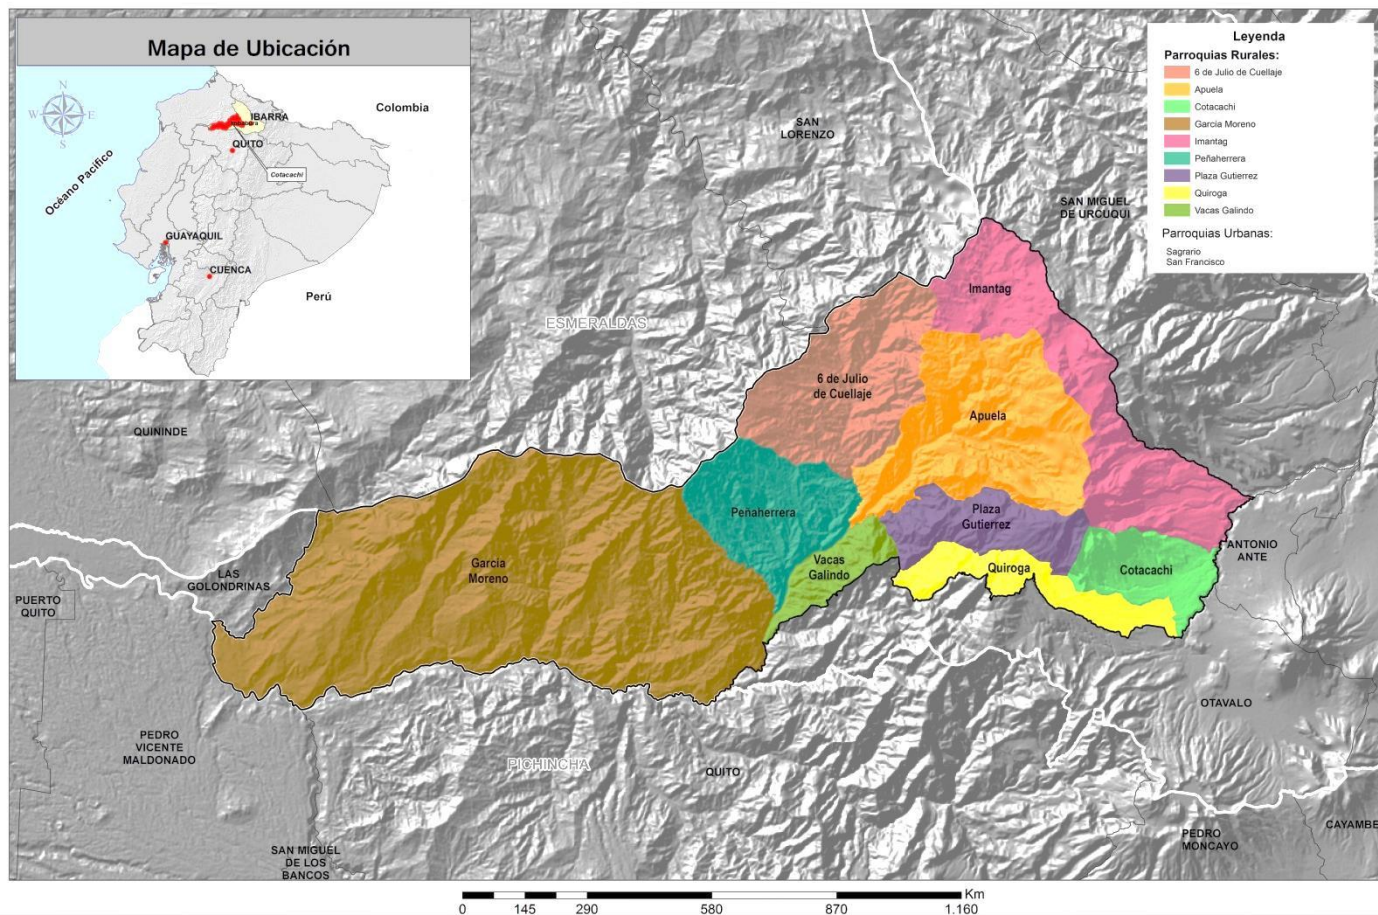 Mapa de Ubicación
N
W
E
S
Colombia
IBARRA
QUITO
Cotacachi
Océano Pacífico
GUAYAQUIL
CUENCA
Perú
Leyenda
Parroquias Rurales:
6 de Julio de Cuellaje
Apuela
Cotacachi
Garcia Moreno
Imantag
Peñaherrera
Plaza Gutierrez
Quiroga
Vacas Galindo
Parroquias Urbanas:
Sagrario
San Francisco
SAN
LORENZO
SAN MIGUEL
DE URCUQUI
Imantag
ESMERALDAS
6 de Julio
de Cuellaje
Apuela
QUININDE
Peñaherrera
Plaza
Gutierrez
Garcia
Moreno
Vacas
Galindo
Quiroga
Cotacachi
ANTONIO
ANTE
LAS
GOLONDRINAS
PUERTO
QUITO
OTAVALO
PEDRO
VICENTE
MALDONADO
PICHINCHA
QUITO
CAYAMBE
PEDRO
MONCAYO
SAN MIGUEL
DE LOS
BANCOS
Km
0 145 290 580 870 1.160